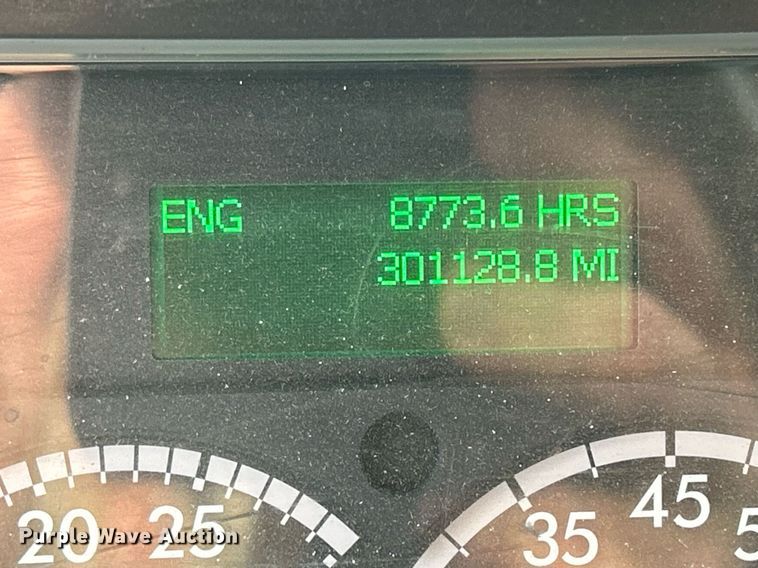 ENG 8773.6 HRS
301128.8 MI
20 25 35 45
Purple Wave Auction